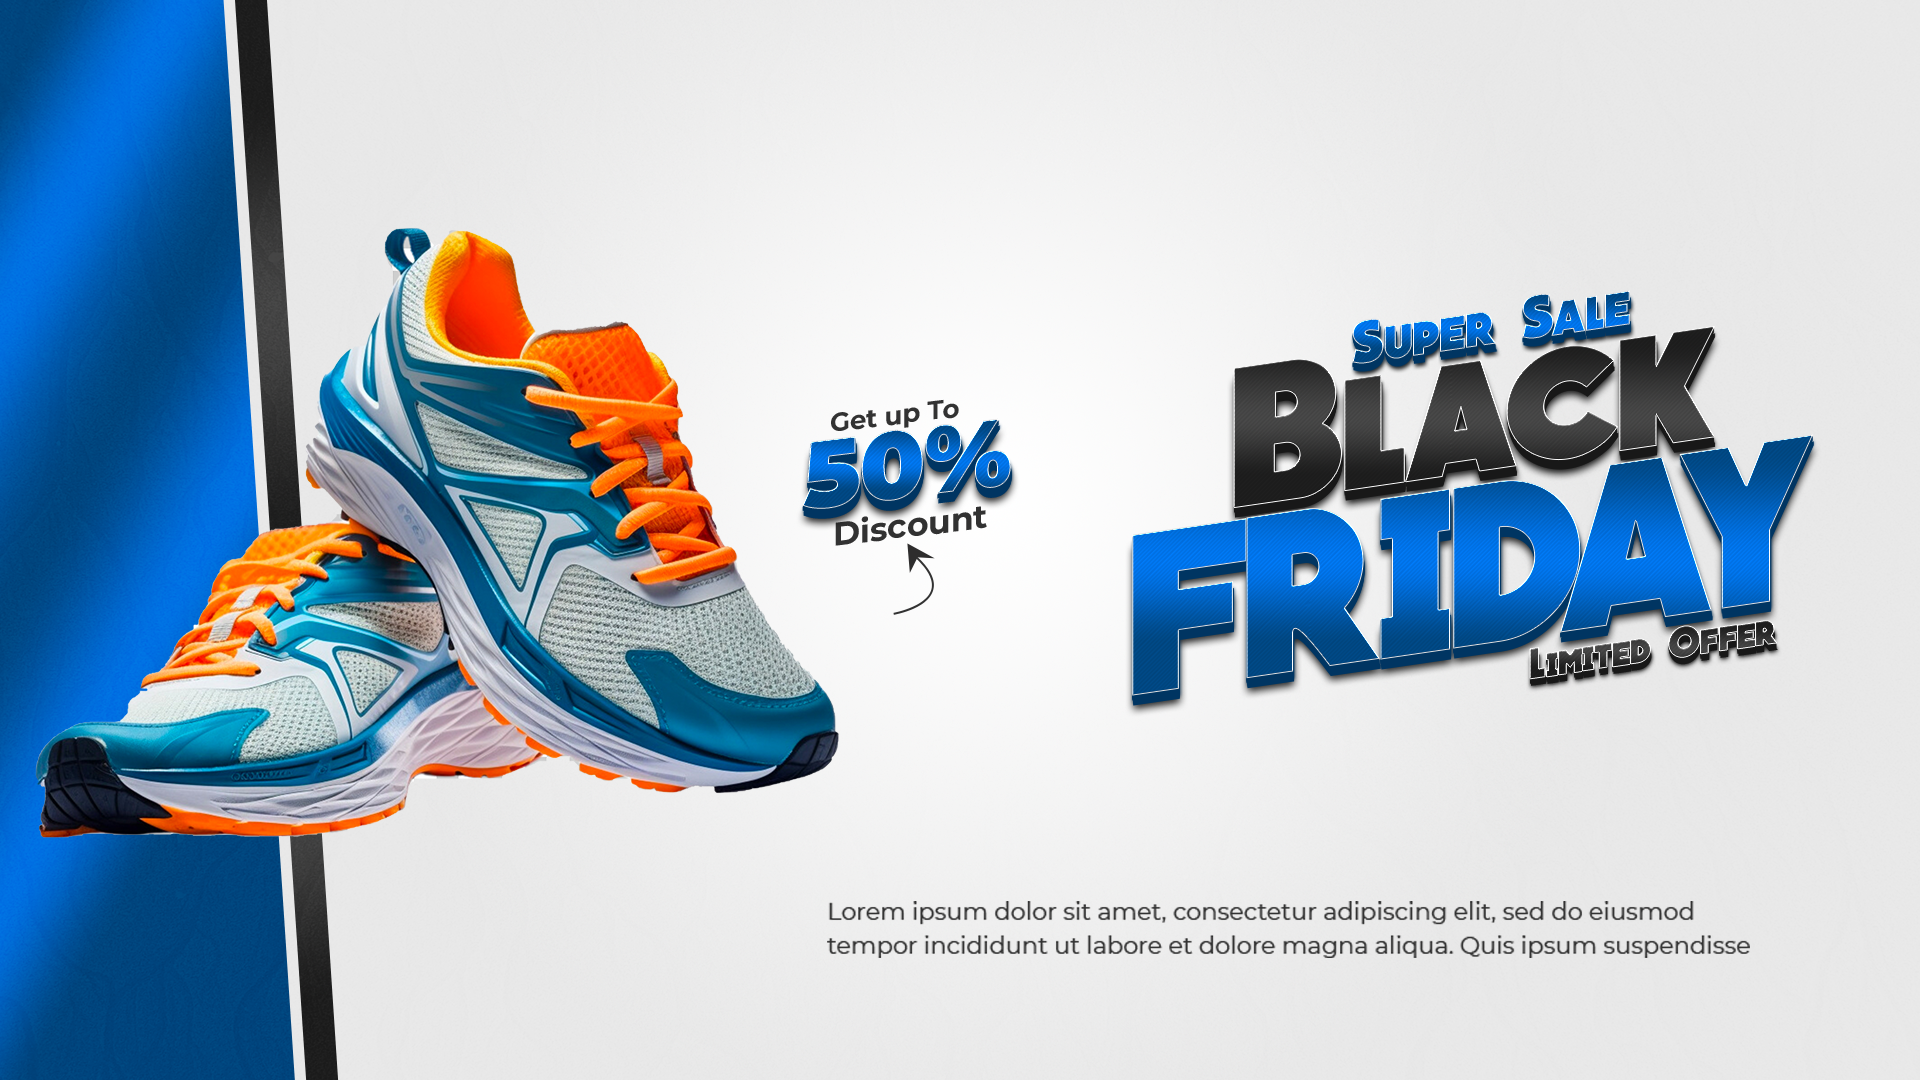 Get up To
50%
Discount
Super Sale
Black
Friday
Limited Offer
Lorem ipsum dolor sit amet, consectetur adipiscing elit, sed do eiusmod
tempor incididunt ut labore et dolore magna aliqua. Quis ipsum suspendisse